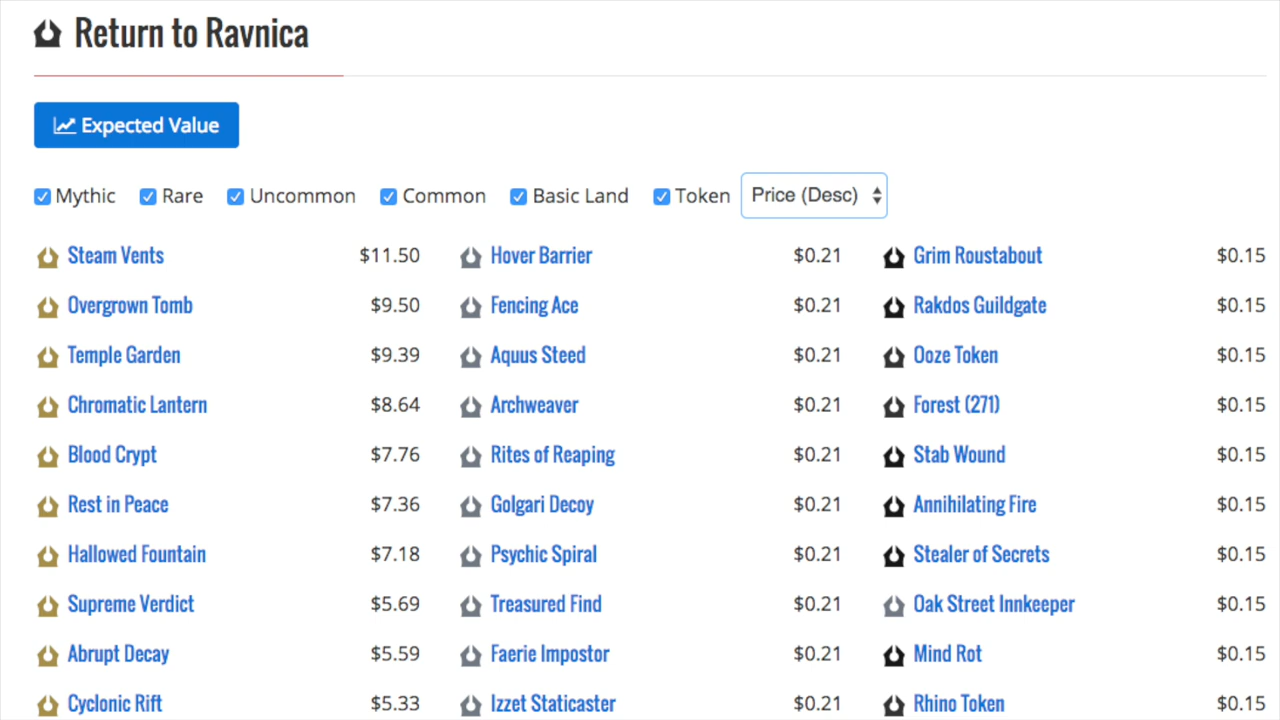 Return to Ravnica
Expected Value
Mythic Rare Uncommon Common Basic Land Token Price (Desc)
Steam Vents $11.50 Hover Barrier $0.21 Grim Roustabout $0.15
Overgrown Tomb $9.50 Fencing Ace $0.21 Rakdos Guildgate $0.15
Temple Garden $9.39 Aquus Steed $0.21 Ooze Token $0.15
Chromatic Lantern $8.64 Archweaver $0.21 Forest (271) $0.15
Blood Crypt $7.76 Rites of Reaping $0.21 Stab Wound $0.15
Rest in Peace $7.36 Golgari Decoy $0.21 Annihilating Fire $0.15
Hallowed Fountain $7.18 Psychic Spiral $0.21 Stealer of Secrets $0.15
Supreme Verdict $5.69 Treasured Find $0.21 Oak Street Innkeeper $0.15
Abrupt Decay $5.59 Faerie Impostor $0.21 Mind Rot $0.15
Cyclonic Rift $5.33 Izzet Staticaster $0.21 Rhino Token $0.15